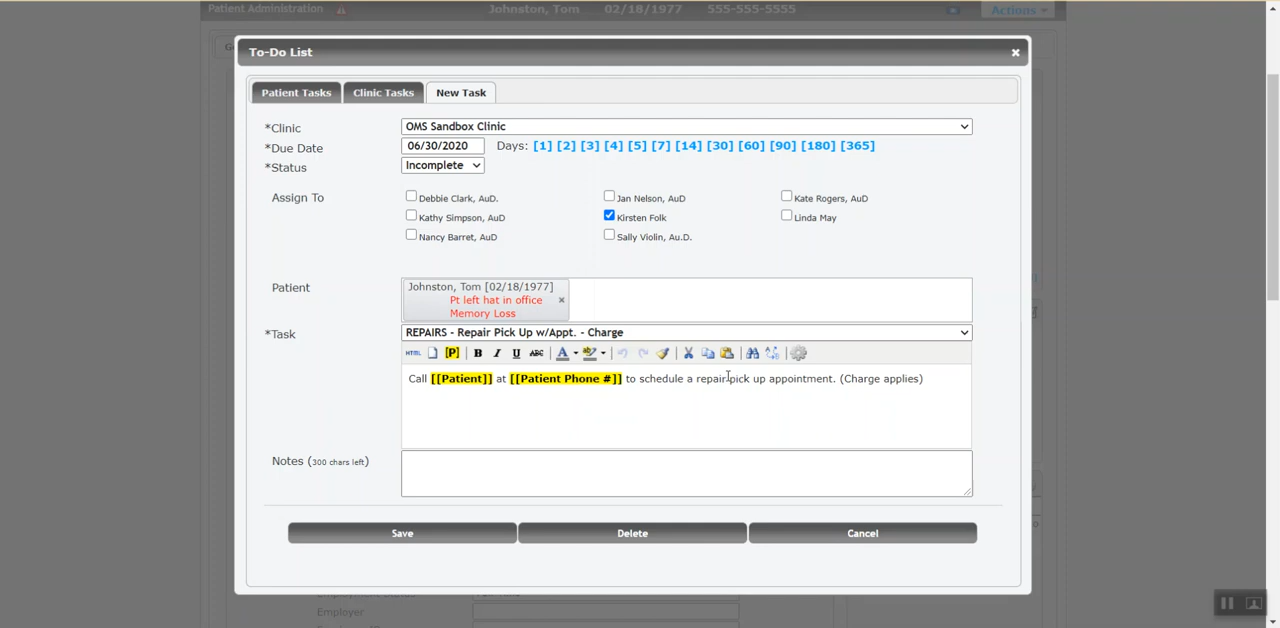 Patient Administration Johnston, Tom 02/18/1977 555-555-5555 Actions
To-Do List
Patient Tasks Clinic Tasks New Task
*Clinic OMS Sandbox Clinic
*Due Date 06/30/2020 Days: [1] [2] [3] [4] [5] [7] [14] [30] [60] [90] [180] [365]
*Status Incomplete
Assign To Debbie Clark, AuD. Jan Nelson, AuD Kate Rogers, AuD
Kathy Simpson, AuD Kirsten Folk Linda May
Nancy Barret, AuD Sally Violin, Au.D.
Patient Johnston, Tom [02/18/1977] ×
Pt left hat in office
Memory Loss
*Task REPAIRS - Repair Pick Up w/Appt. - Charge
HTML [P] B I U ABC A ab
Call [[Patient]] at [[Patient Phone #]] to schedule a repair pick up appointment. (Charge applies)
Notes (300 chars left)
Save Delete Cancel
Employer